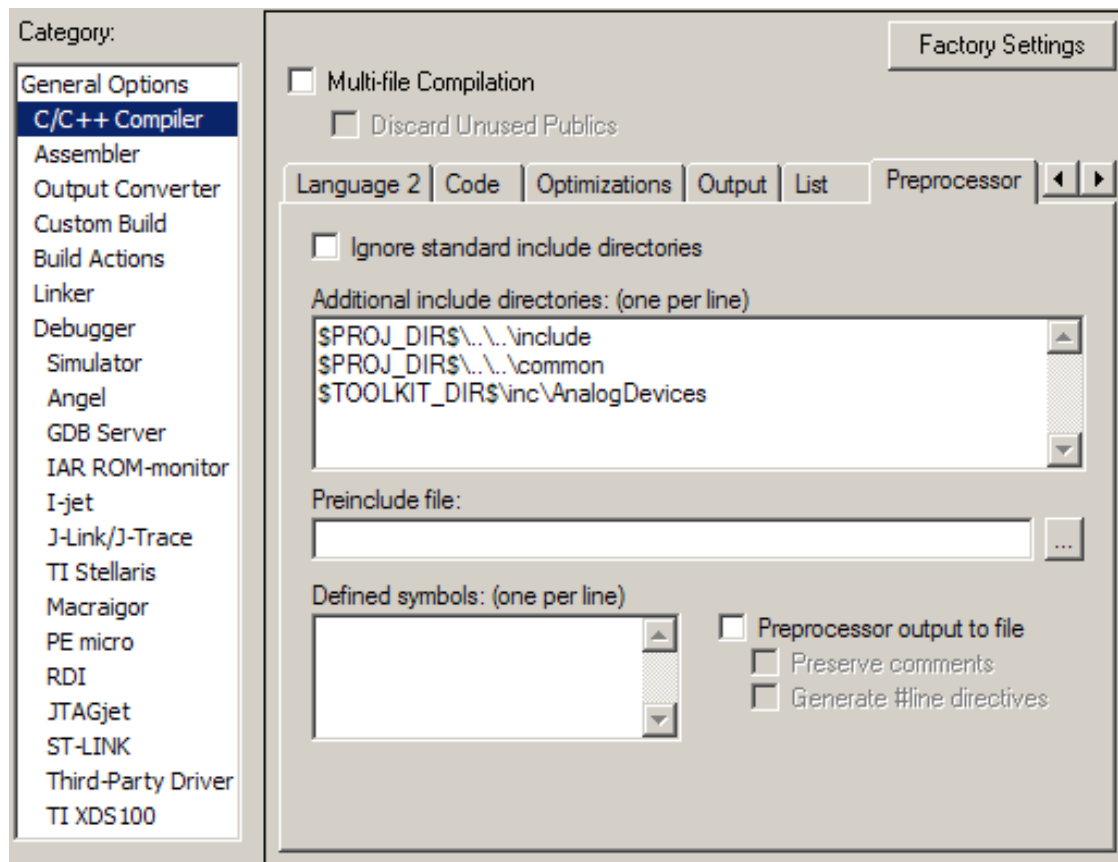 Category:
General Options
C/C++ Compiler
Assembler
Output Converter
Custom Build
Build Actions
Linker
Debugger
Simulator
Angel
GDB Server
IAR ROM-monitor
I-jet
J-Link/J-Trace
TI Stellaris
Macraigor
PE micro
RDI
JTAGjet
ST-LINK
Third-Party Driver
TI XDS100
Factory Settings
Multi-file Compilation
Discard Unused Publics
Language 2 Code Optimizations Output List Preprocessor
Ignore standard include directories
Additional include directories: (one per line)
$PROJ_DIR$\..\..\include
$PROJ_DIR$\..\..\common
$TOOLKIT_DIR$\inc\AnalogDevices
Preinclude file:
...
Defined symbols: (one per line)
Preprocessor output to file
Preserve comments
Generate #line directives